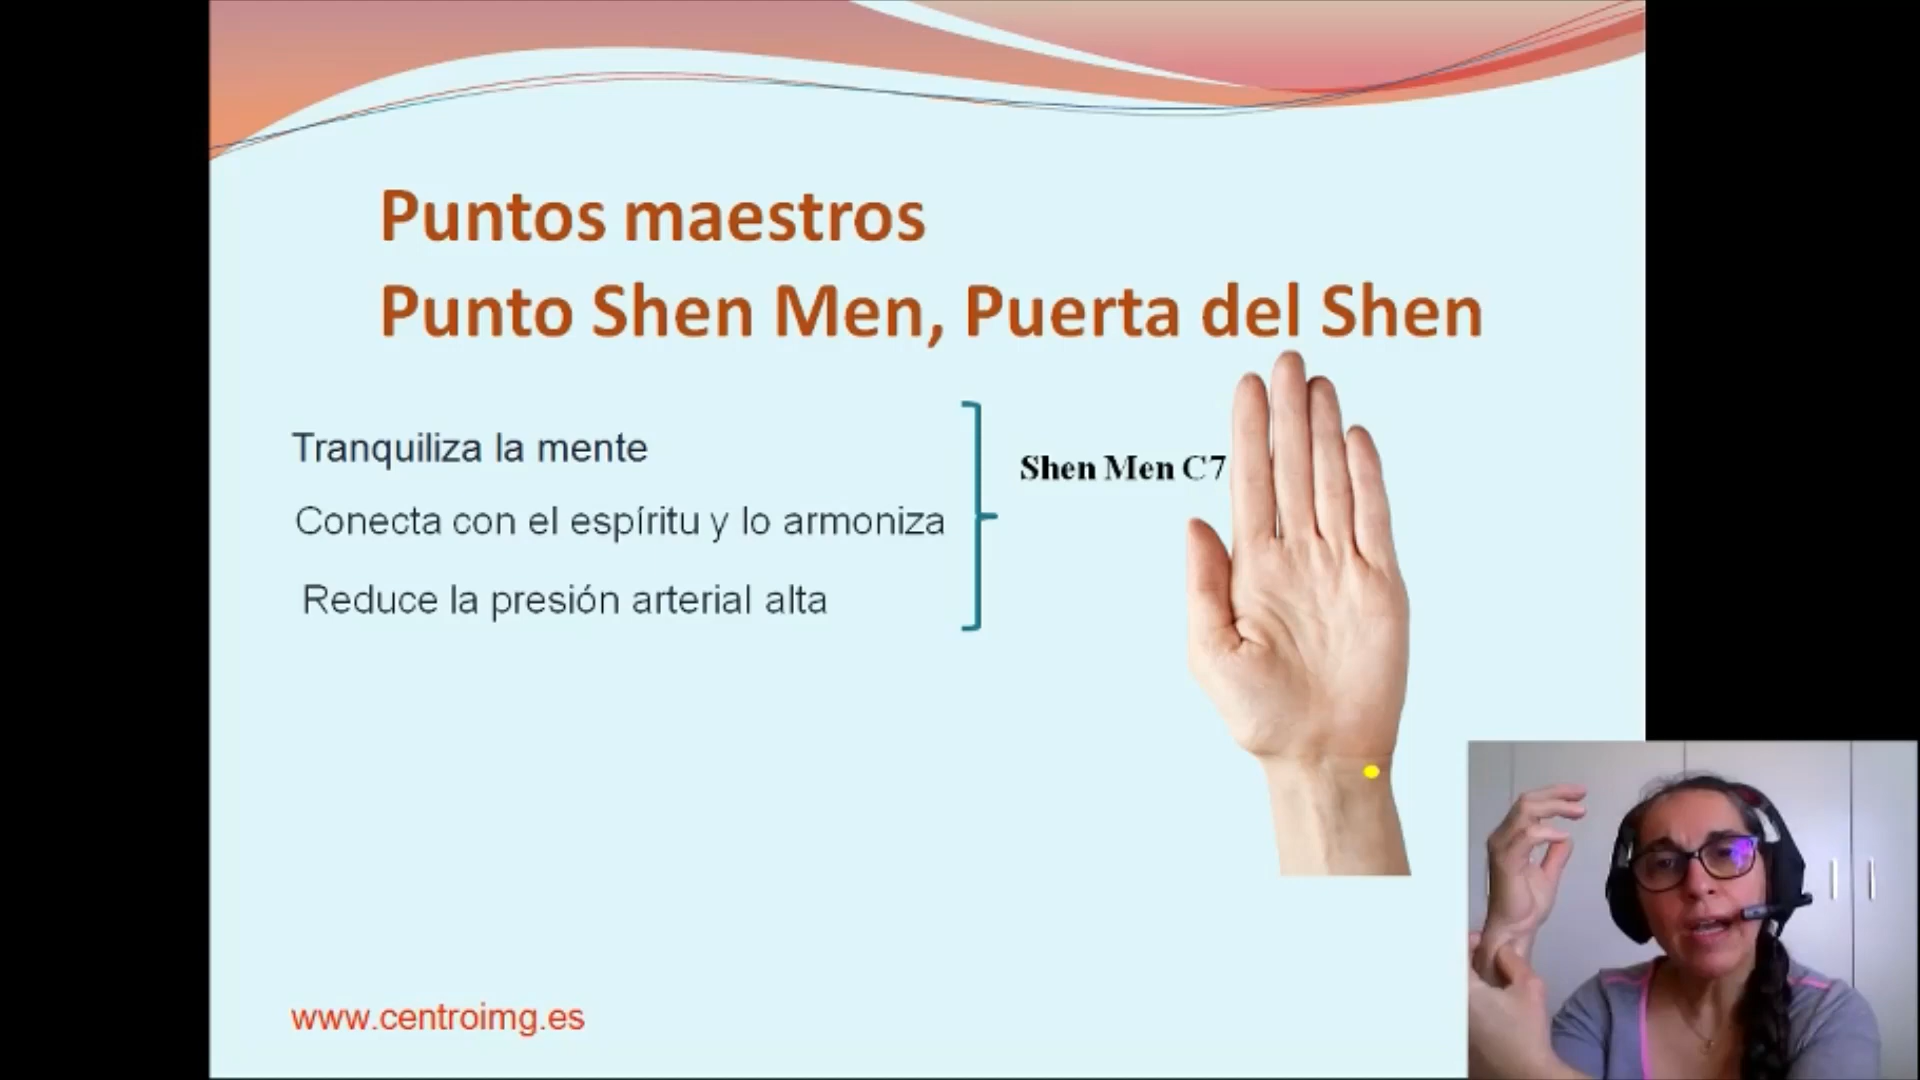 Puntos maestros
Punto Shen Men, Puerta del Shen
Tranquiliza la mente
Shen Men C7
Conecta con el espíritu y lo armoniza
Reduce la presión arterial alta
www.centroimg.es